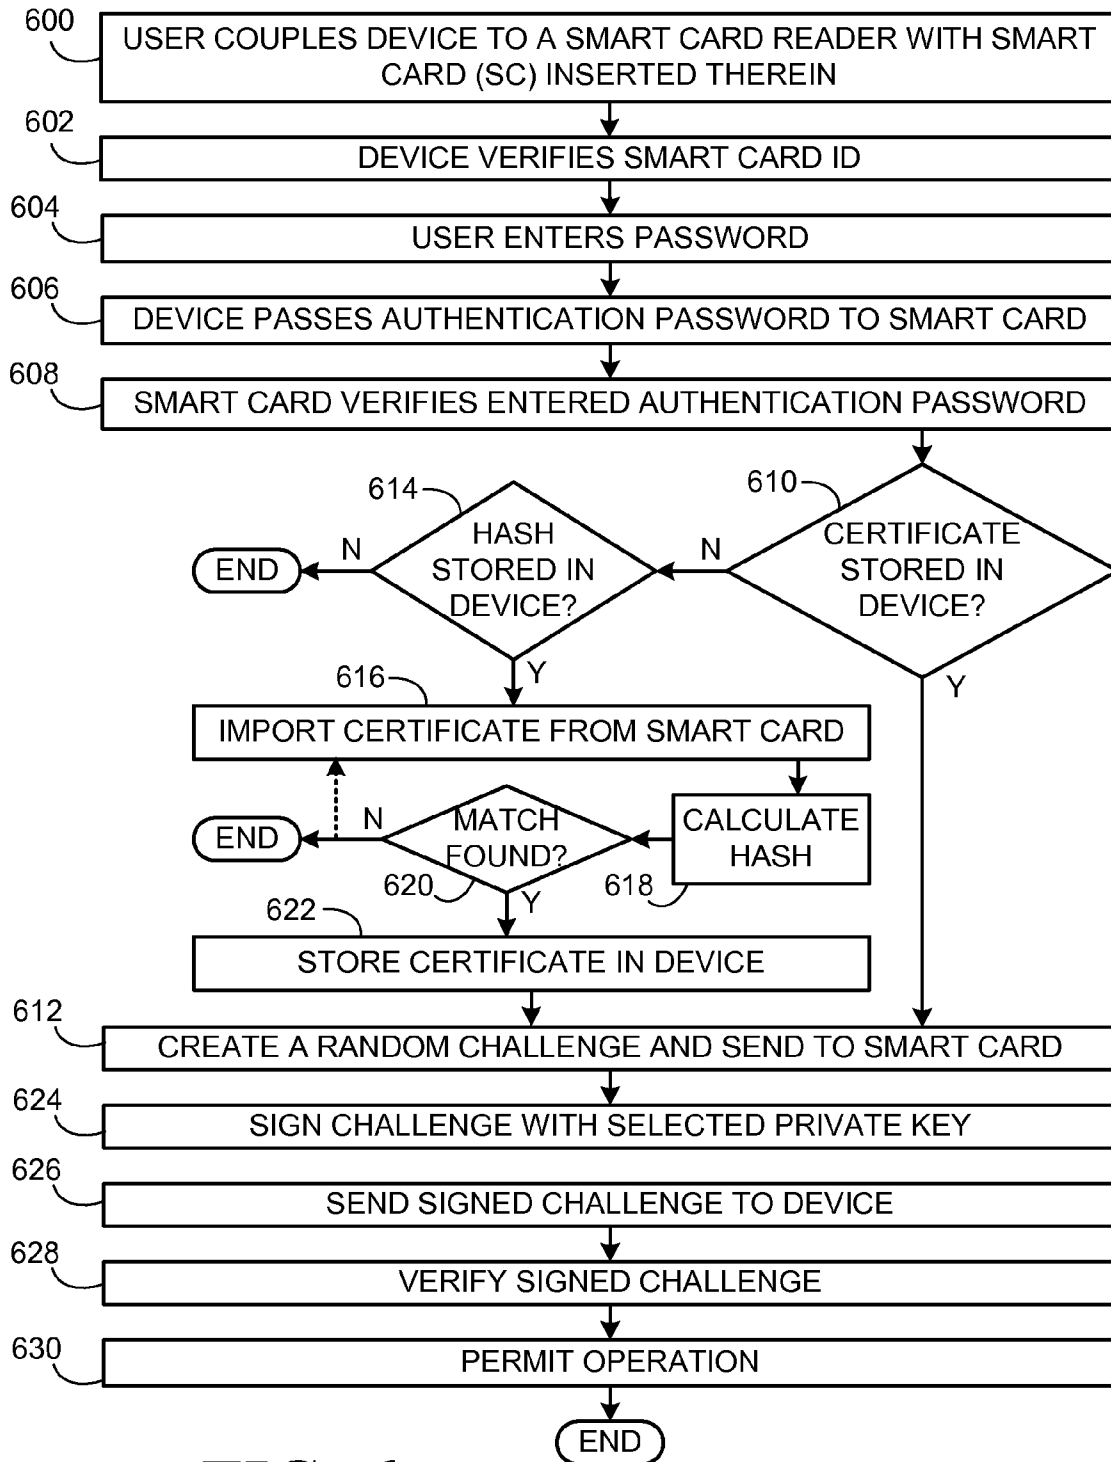 600
USER COUPLES DEVICE TO A SMART CARD READER WITH SMART
CARD (SC) INSERTED THEREIN
602
DEVICE VERIFIES SMART CARD ID
604
USER ENTERS PASSWORD
606
DEVICE PASSES AUTHENTICATION PASSWORD TO SMART CARD
608
SMART CARD VERIFIES ENTERED AUTHENTICATION PASSWORD
614
HASH
STORED IN
DEVICE?
N
END
Y
610
CERTIFICATE
STORED IN
DEVICE?
N
Y
616
IMPORT CERTIFICATE FROM SMART CARD
CALCULATE
HASH
618
MATCH
FOUND?
620
N
END
Y
622
STORE CERTIFICATE IN DEVICE
612
CREATE A RANDOM CHALLENGE AND SEND TO SMART CARD
624
SIGN CHALLENGE WITH SELECTED PRIVATE KEY
626
SEND SIGNED CHALLENGE TO DEVICE
628
VERIFY SIGNED CHALLENGE
630
PERMIT OPERATION
END